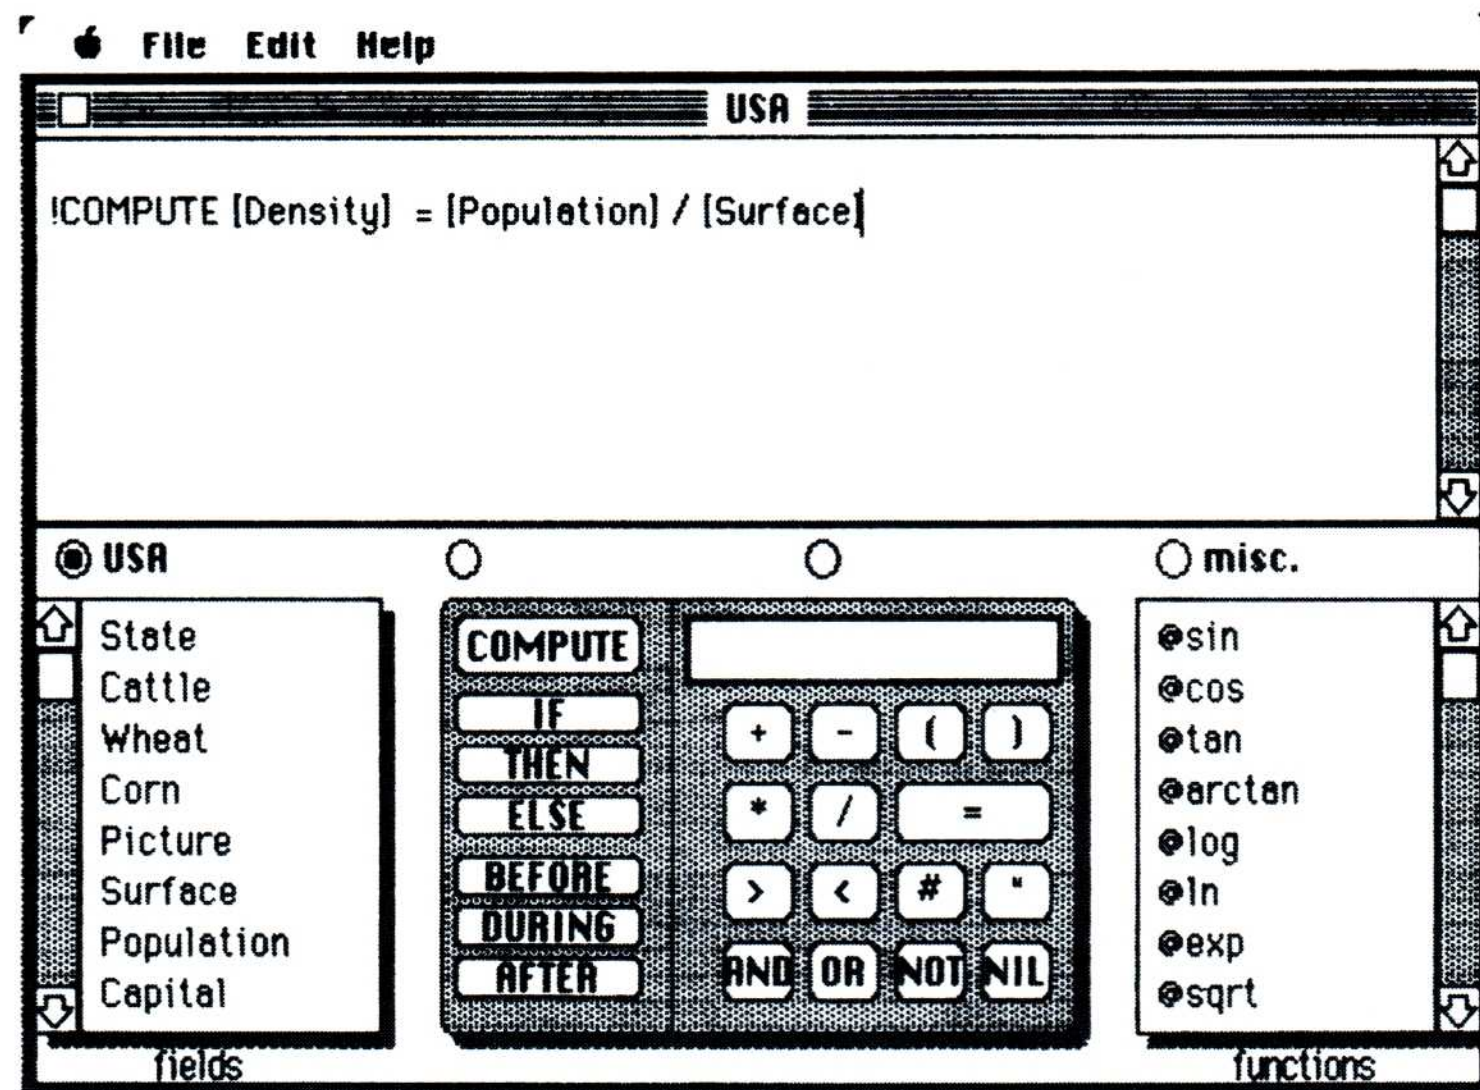 File Edit Help
USA
!COMPUTE [Density] = [Population] / [Surface]
USA
misc.
State
Cattle
Wheat
Corn
Picture
Surface
Population
Capital
fields
COMPUTE
IF
THEN
ELSE
BEFORE
DURING
AFTER
+ - ( )
* / =
> < # "
AND OR NOT NIL
@sin
@cos
@tan
@arctan
@log
@ln
@exp
@sqrt
functions